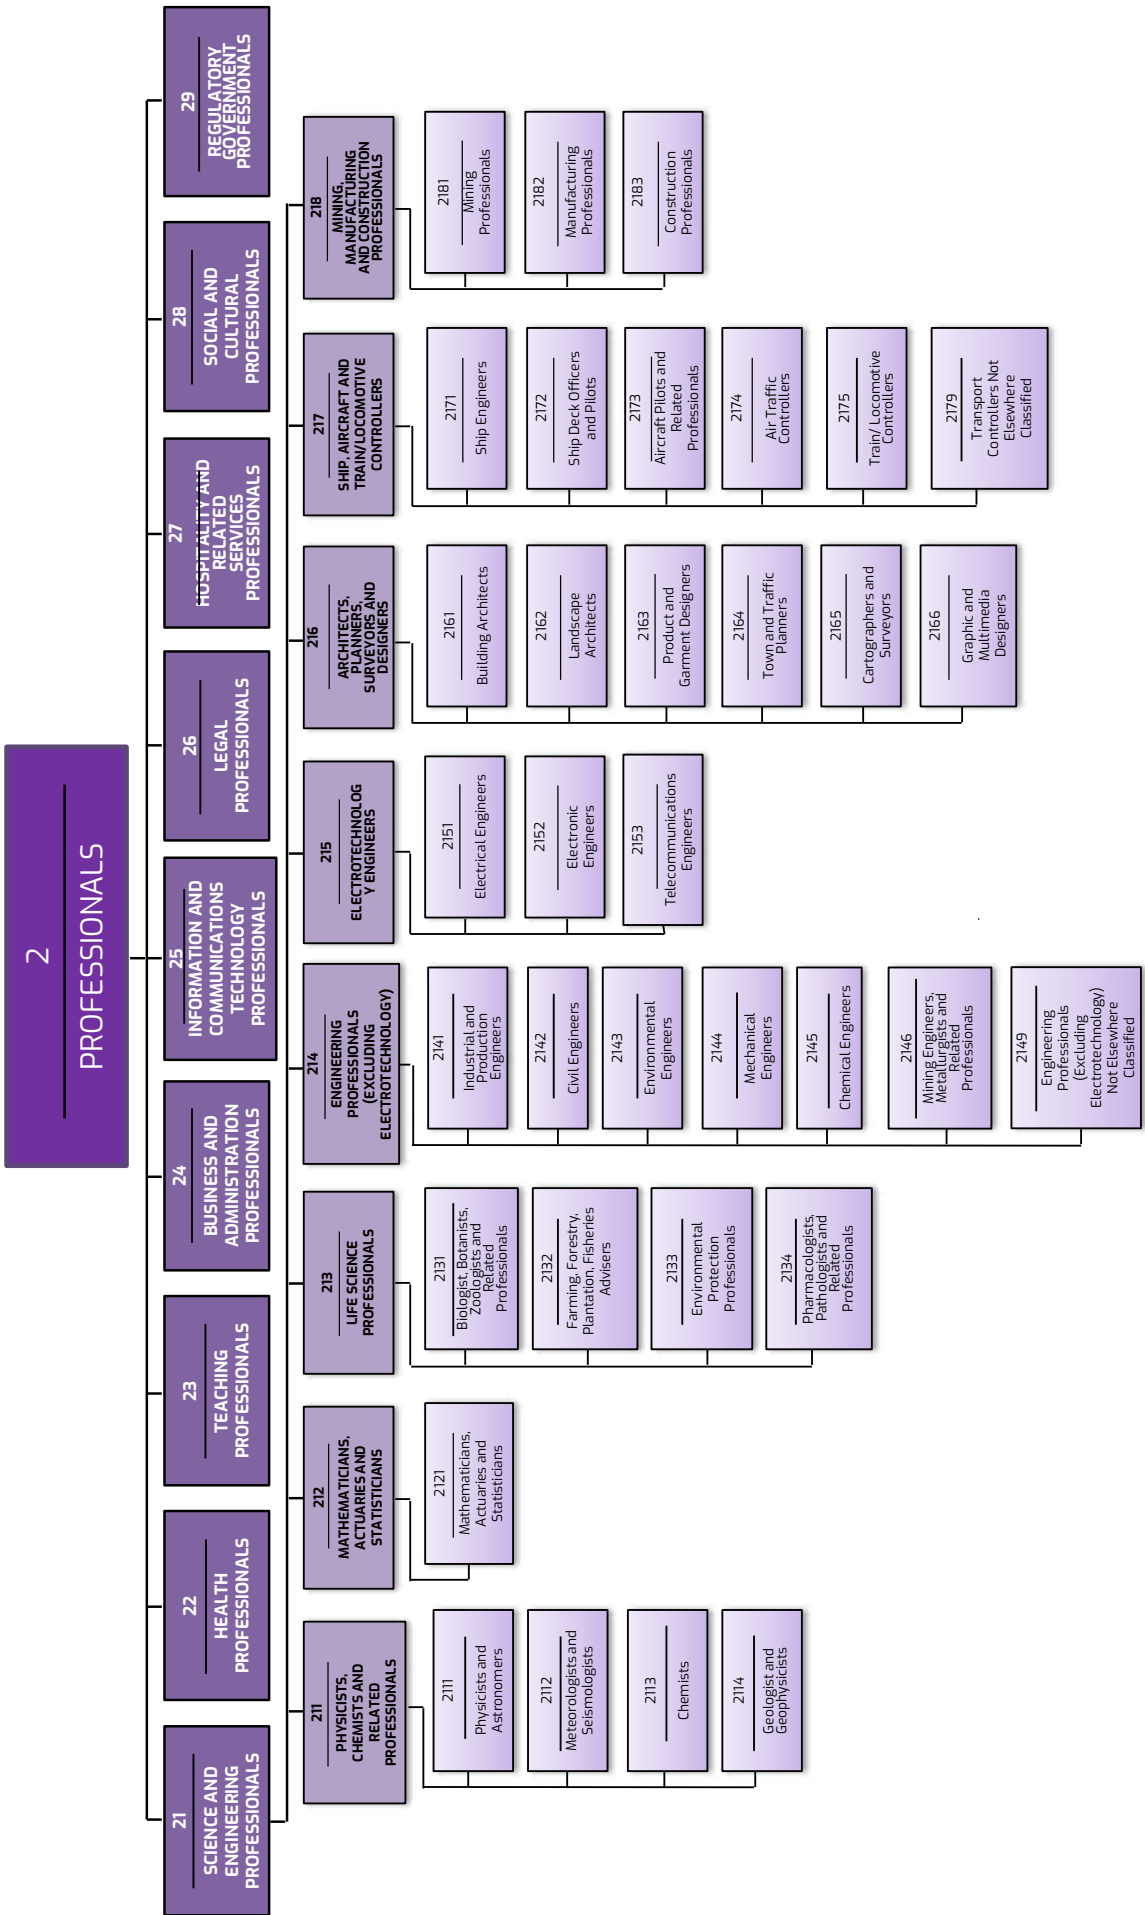 2
PROFESSIONALS
21
SCIENCE AND
ENGINEERING
PROFESSIONALS
22
HEALTH
PROFESSIONALS
23
TEACHING
PROFESSIONALS
24
BUSINESS AND
ADMINISTRATION
PROFESSIONALS
25
INFORMATION AND
COMMUNICATIONS
TECHNOLOGY
PROFESSIONALS
26
LEGAL
PROFESSIONALS
27
HOSPITALITY AND
RELATED
SERVICES
PROFESSIONALS
28
SOCIAL AND
CULTURAL
PROFESSIONALS
29
REGULATORY
GOVERNMENT
PROFESSIONALS
211
PHYSICISTS,
CHEMISTS AND
RELATED
PROFESSIONALS
212
MATHEMATICIANS,
ACTUARIES AND
STATISTICIANS
213
LIFE SCIENCE
PROFESSIONALS
214
ENGINEERING
PROFESSIONALS
(EXCLUDING
ELECTROTECHNOLOGY)
215
ELECTROTECHNOLOG
Y ENGINEERS
216
ARCHITECTS,
PLANNERS,
SURVEYORS AND
DESIGNERS
217
SHIP, AIRCRAFT AND
TRAIN/LOCOMOTIVE
CONTROLLERS
218
MINING,
MANUFACTURING
AND CONSTRUCTION
PROFESSIONALS
2111
Physicists and
Astronomers
2112
Meteorologists and
Seismologists
2113
Chemists
2114
Geologist and
Geophysicists
2121
Mathematicians,
Actuaries and
Statisticians
2131
Biologist, Botanists,
Zoologists and
Related
Professionals
2132
Farming, Forestry,
Plantation, Fisheries
Advisers
2133
Environmental
Protection
Professionals
2134
Pharmacologists,
Pathologists and
Related
Professionals
2141
Industrial and
Production
Engineers
2142
Civil Engineers
2143
Environmental
Engineers
2144
Mechanical
Engineers
2145
Chemical Engineers
2146
Mining Engineers,
Metallurgists and
Related
Professionals
2149
Engineering
Professionals
(Excluding
Electrotechnology)
Not Elsewhere
Classified
2151
Electrical Engineers
2152
Electronic
Engineers
2153
Telecommunications
Engineers
2161
Building Architects
2162
Landscape
Architects
2163
Product and
Garment Designers
2164
Town and Traffic
Planners
2165
Cartographers and
Surveyors
2166
Graphic and
Multimedia
Designers
2171
Ship Engineers
2172
Ship Deck Officers
and Pilots
2173
Aircraft Pilots and
Related
Professionals
2174
Air Traffic
Controllers
2175
Train/ Locomotive
Controllers
2179
Transport
Controllers Not
Elsewhere
Classified
2181
Mining
Professionals
2182
Manufacturing
Professionals
2183
Construction
Professionals